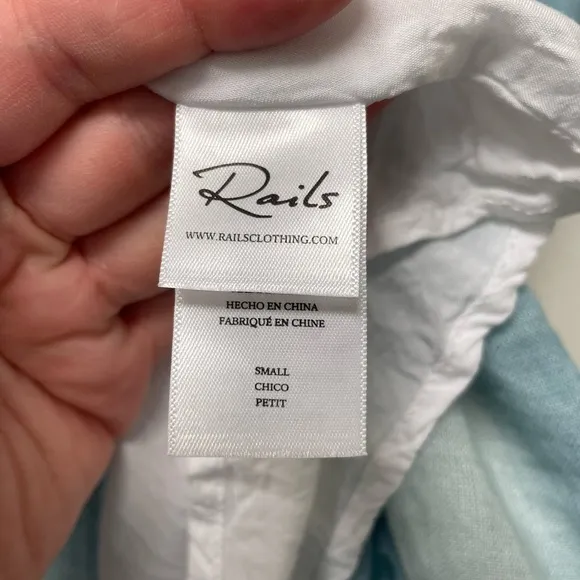 Rails
WWW.RAILSCLOTHING.COM
HECHO EN CHINA
FABRIQUÉ EN CHINE
SMALL
CHICO
PETIT